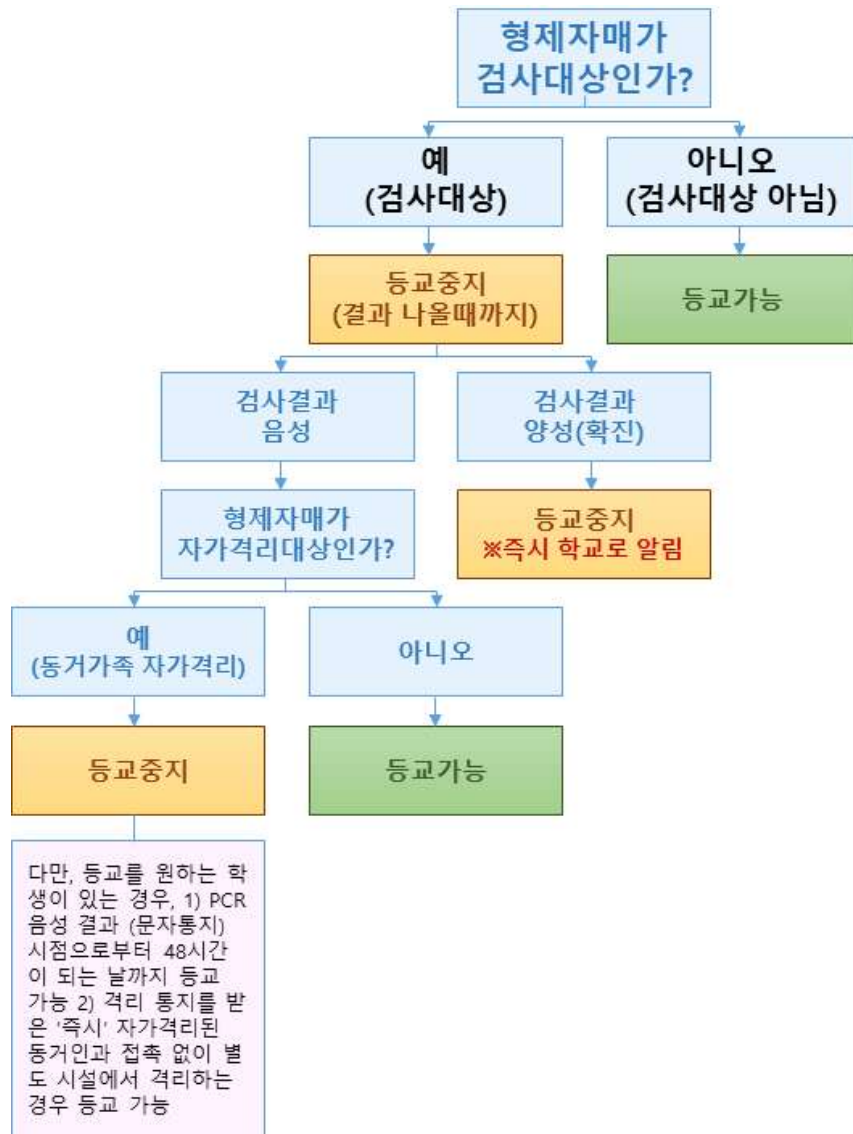 형제자매가
검사대상인가?
예
(검사대상)
아니오
(검사대상 아님)
등교중지
(결과 나올때까지)
등교가능
검사결과
음성
검사결과
양성(확진)
형제자매가
자가격리대상인가?
등교중지
※즉시 학교로 알림
예
(동거가족 자가격리)
아니오
등교중지
등교가능
다만, 등교를 원하는 학
생이 있는 경우, 1) PCR
음성 결과 (문자통지)
시점으로부터 48시간
이 되는 날까지 등교
가능 2) 격리 통지를 받
은 '즉시' 자가격리된
동거인과 접촉 없이 별
도 시설에서 격리하는
경우 등교 가능